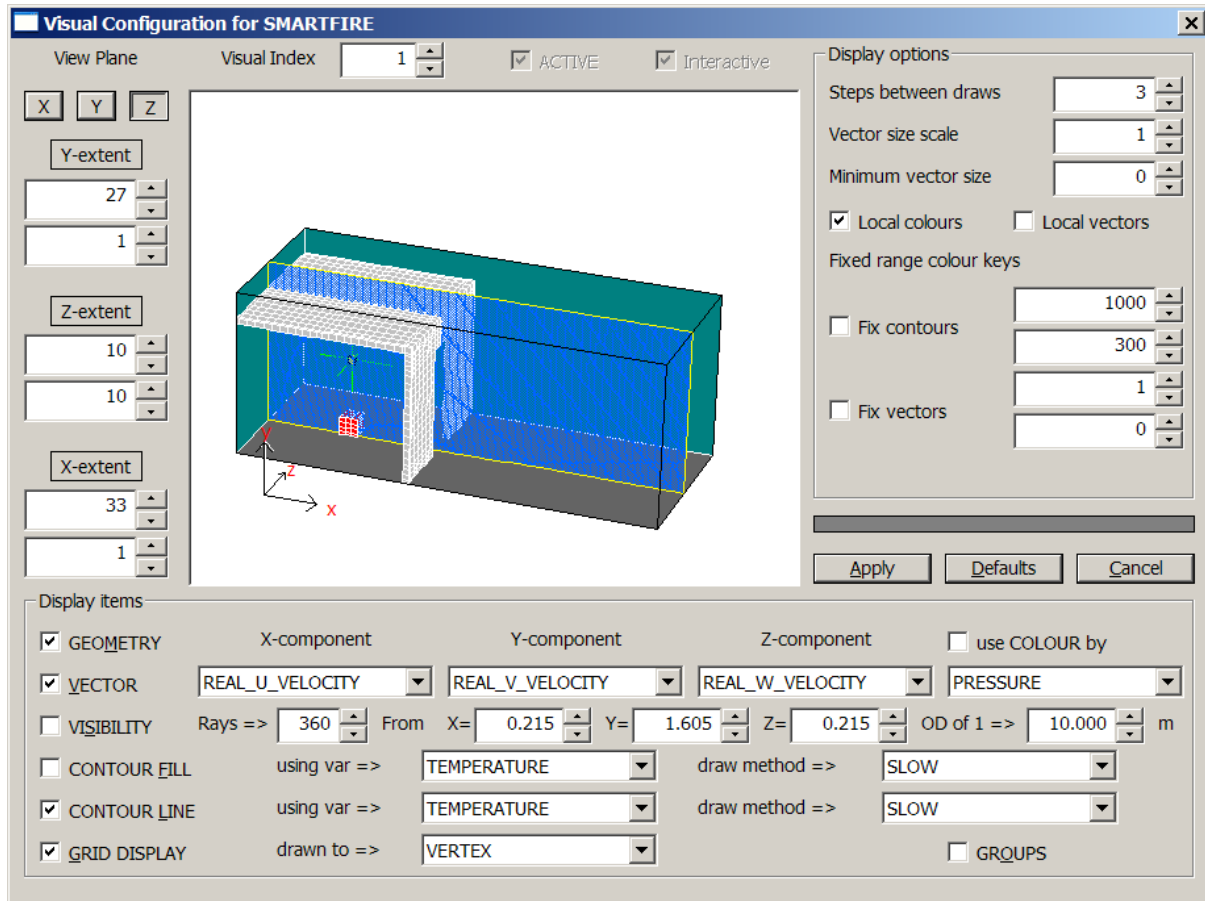 Visual Configuration for SMARTFIRE
View Plane
Visual Index
1
ACTIVE
Interactive
X
Y
Z
Y-extent
27
1
Z-extent
10
10
X-extent
33
1
y
z
x
Display options
Steps between draws
3
Vector size scale
1
Minimum vector size
0
Local colours
Local vectors
Fixed range colour keys
1000
Fix contours
300
1
Fix vectors
0
Apply
Defaults
Cancel
Display items
GEOMETRY
X-component
Y-component
Z-component
use COLOUR by
VECTOR
REAL_U_VELOCITY
REAL_V_VELOCITY
REAL_W_VELOCITY
PRESSURE
VISIBILITY
Rays => 360 From X= 0.215 Y= 1.605 Z= 0.215 OD of 1 => 10.000 m
CONTOUR FILL
using var => TEMPERATURE
draw method => SLOW
CONTOUR LINE
using var => TEMPERATURE
draw method => SLOW
GRID DISPLAY
drawn to => VERTEX
GROUPS